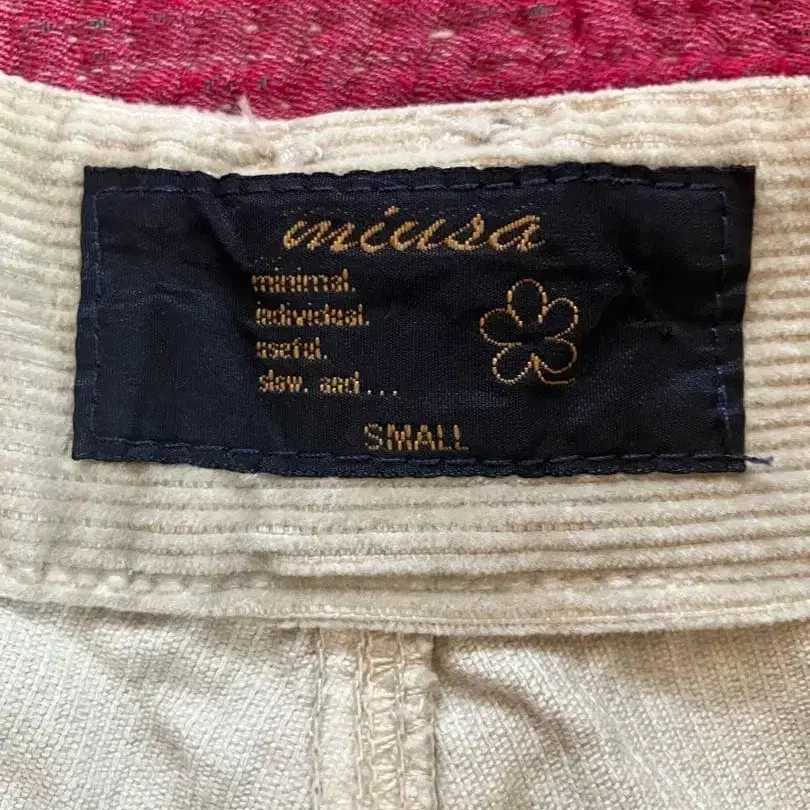 miusa
minimal.
individual.
useful.
slow. and...
SMALL